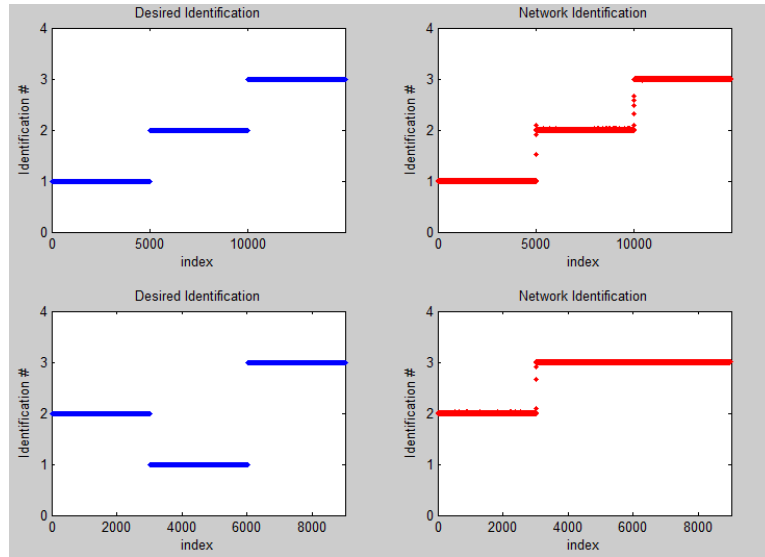 Desired Identification
4
3
2
1
0
Identification #
0 5000 10000
index
Network Identification
4
3
2
1
0
Identification #
0 5000 10000
index
Desired Identification
4
3
2
1
0
Identification #
0 2000 4000 6000 8000
index
Network Identification
4
3
2
1
0
Identification #
0 2000 4000 6000 8000
index